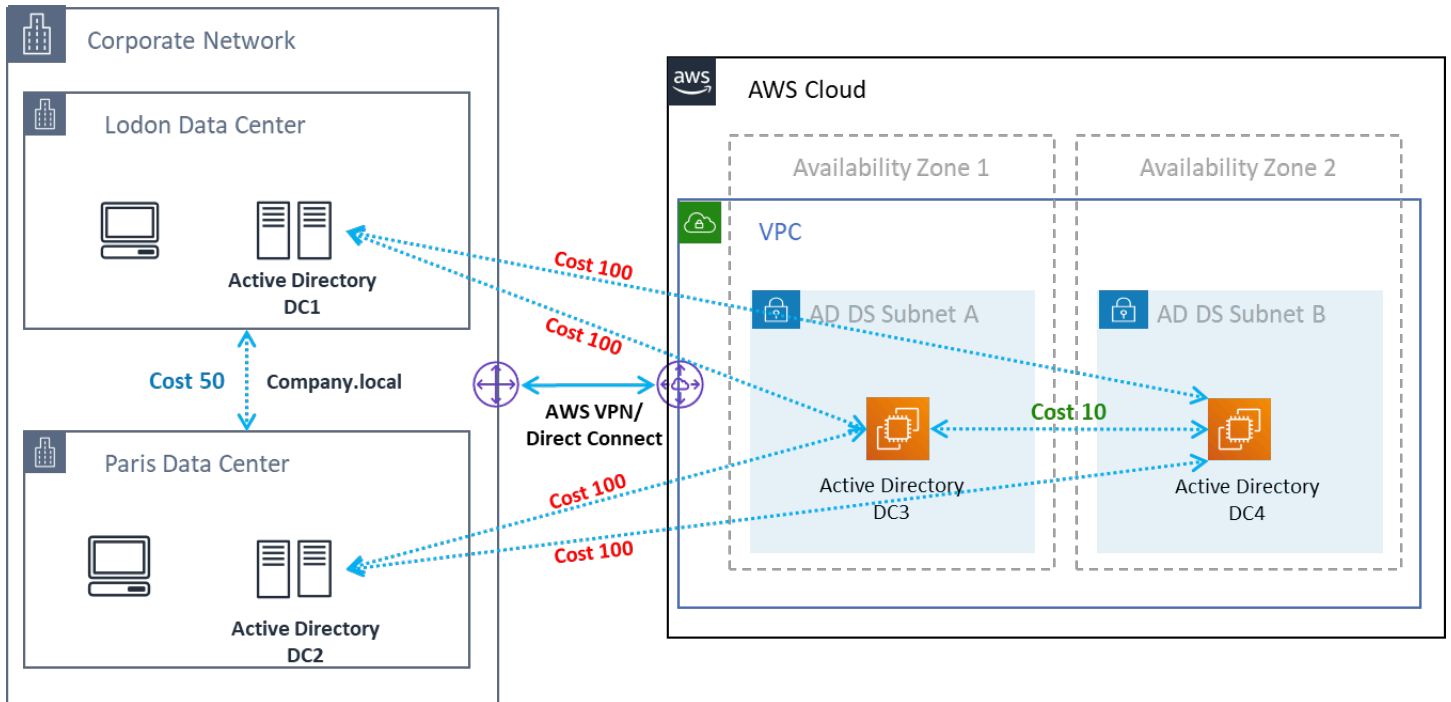 Corporate Network
Lodon Data Center
Active Directory
DC1
Cost 50
Company.local
Paris Data Center
Active Directory
DC2
AWS VPN/
Direct Connect
Cost 100
Cost 100
Cost 100
Cost 100
aws
AWS Cloud
Availability Zone 1
Availability Zone 2
VPC
AD DS Subnet A
AD DS Subnet B
Cost 10
Active Directory
DC3
Active Directory
DC4